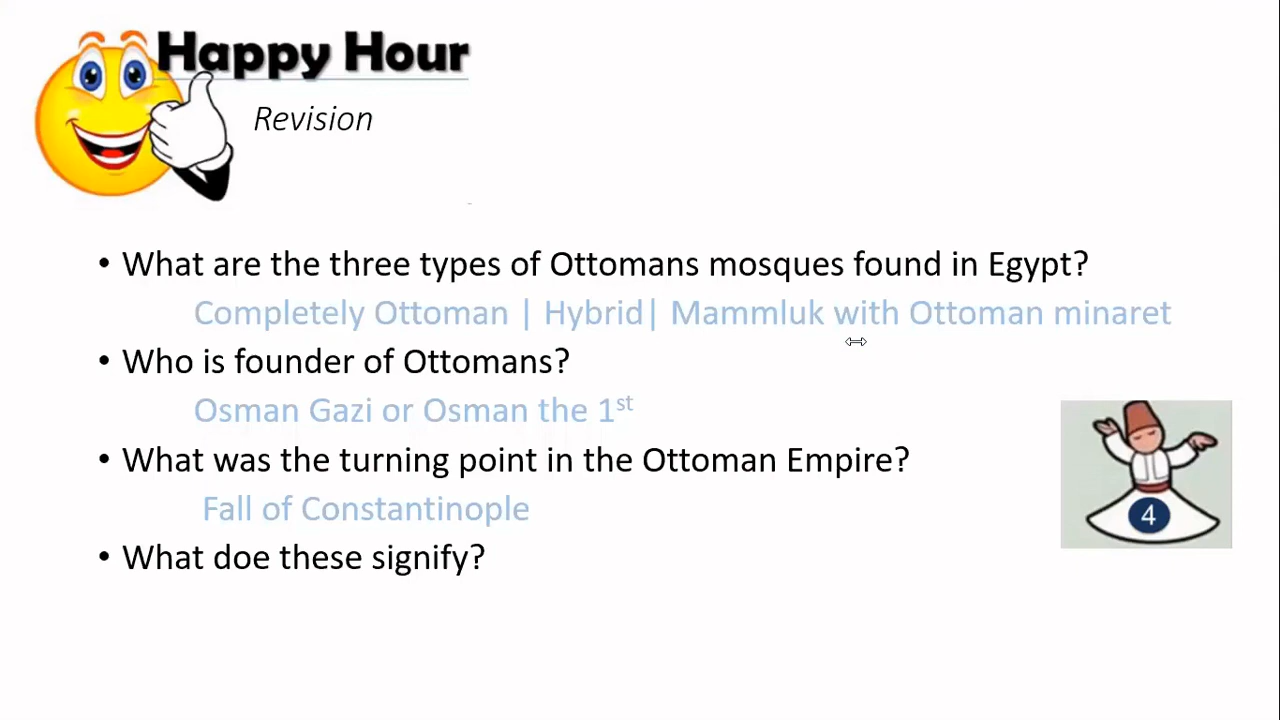 Happy Hour
Revision
• What are the three types of Ottomans mosques found in Egypt?
Completely Ottoman | Hybrid| Mammluk with Ottoman minaret
• Who is founder of Ottomans?
Osman Gazi or Osman the 1st
• What was the turning point in the Ottoman Empire?
Fall of Constantinople
4
• What doe these signify?